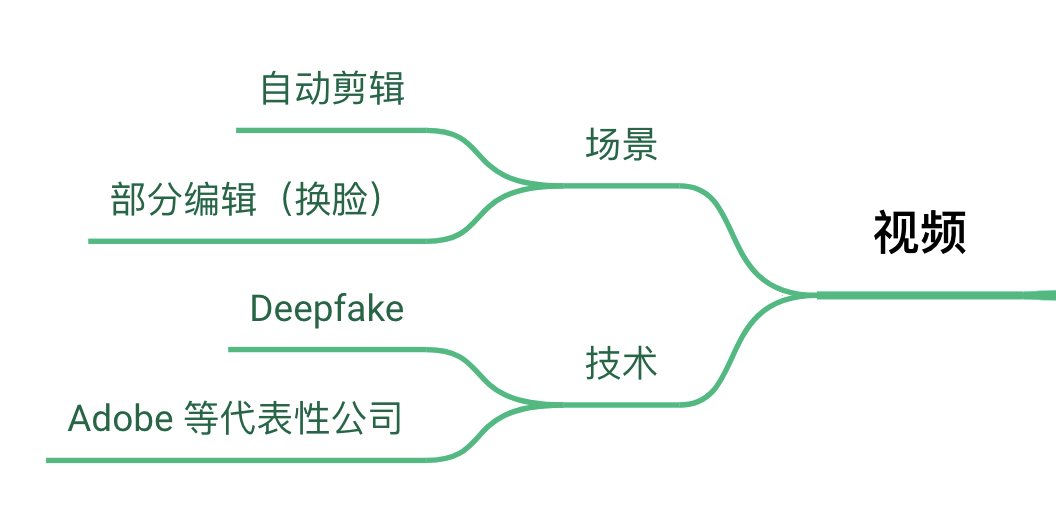 自动剪辑
场景
部分编辑（换脸）
视频
Deepfake
技术
Adobe 等代表性公司